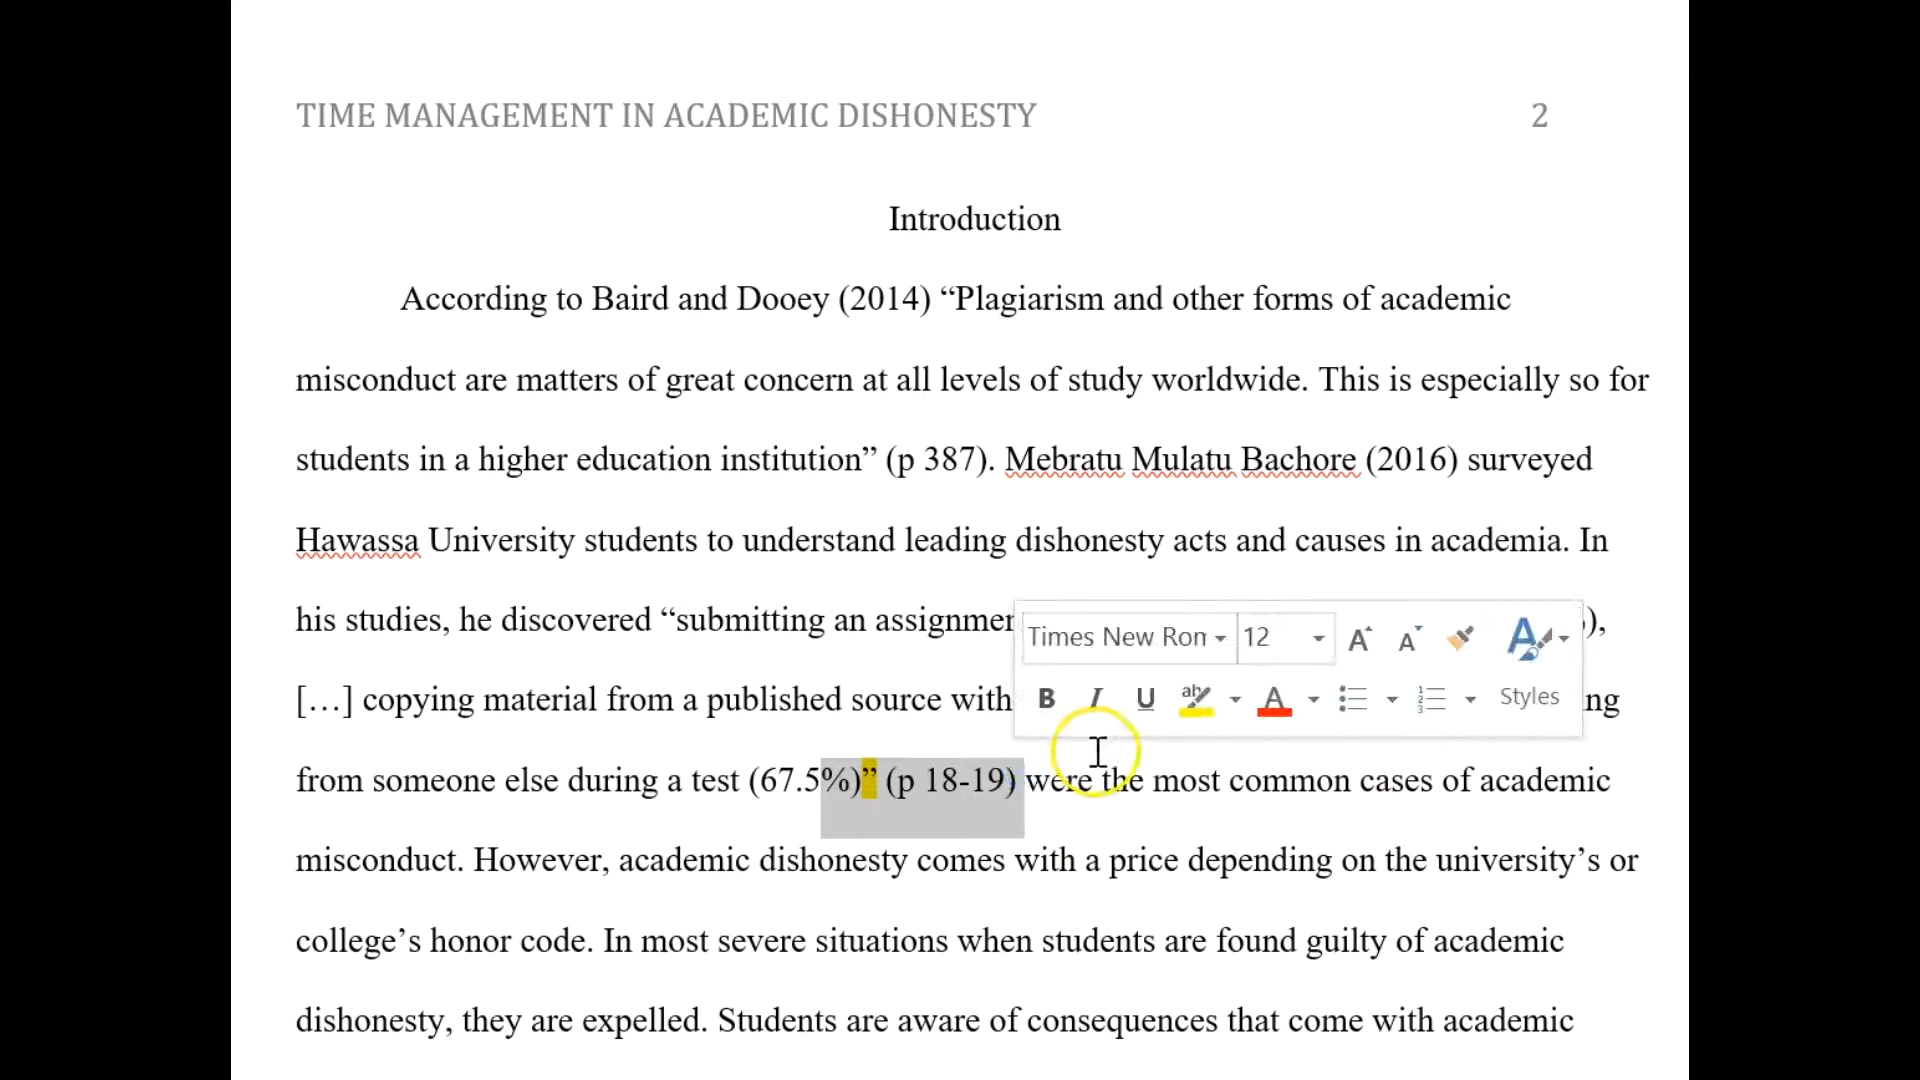 TIME MANAGEMENT IN ACADEMIC DISHONESTY 2
Introduction
According to Baird and Dooey (2014) “Plagiarism and other forms of academic
misconduct are matters of great concern at all levels of study worldwide. This is especially so for
students in a higher education institution” (p 387). Mebratu Mulatu Bachore (2016) surveyed
Hawassa University students to understand leading dishonesty acts and causes in academia. In
his studies, he discovered “submitting an assignmen ),
Times New Ron 12
[…] copying material from a published source with ng
B I U Styles
from someone else during a test (67.5%)” (p 18-19) were the most common cases of academic
misconduct. However, academic dishonesty comes with a price depending on the university’s or
college’s honor code. In most severe situations when students are found guilty of academic
dishonesty, they are expelled. Students are aware of consequences that come with academic